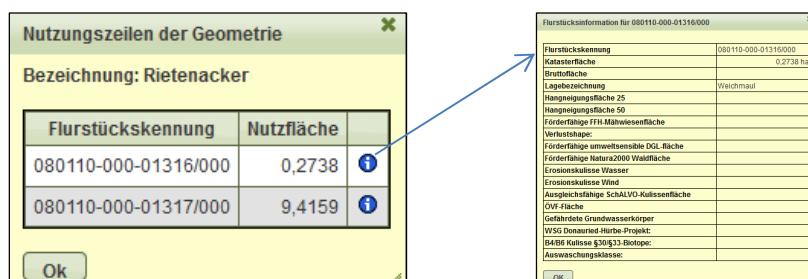 Nutzungszeilen der Geometrie
Bezeichnung: Rietenacker
Flurstückskennung Nutzfläche
080110-000-01316/000 0,2738
080110-000-01317/000 9,4159
Ok
Flurstücksinformation für 080110-000-01316/000
Flurstückskennung 080110-000-01316/000
Katasterfläche 0,2738 ha
Bruttofläche
Lagebezeichnung Weichmaul
Hangneigungsfläche 25
Hangneigungsfläche 50
Förderfähige FFH-Mähwiesenfläche
Verlustshape:
Förderfähige umweltsensible DGL-fläche
Förderfähige Natura2000 Waldfläche
Erosionskulisse Wasser
Erosionskulisse Wind
Ausgleichsfähige SchALVO-Kulissenfläche
ÖVF-Fläche
Gefährdete Grundwasserkörper
WSG Donauried-Hürbe-Projekt:
B4/B6 Kulisse §30/§33-Biotope:
Auswaschungsklasse:
OK